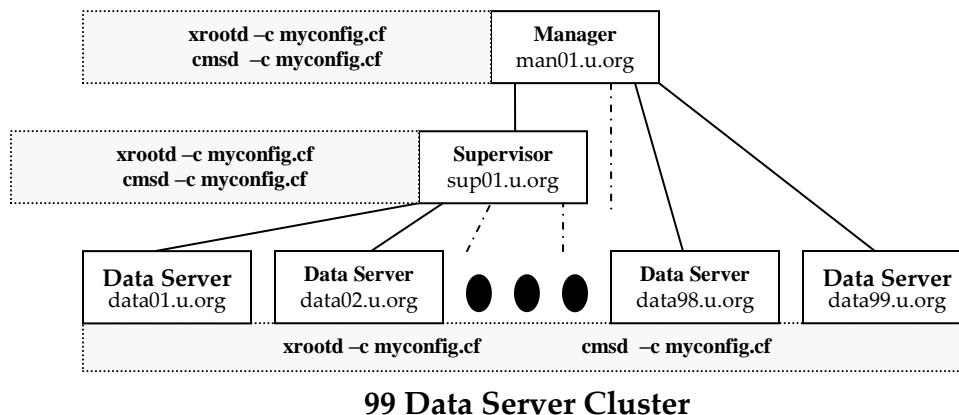 xrootd –c myconfig.cf
cmsd –c myconfig.cf
Manager
man01.u.org
xrootd –c myconfig.cf
cmsd –c myconfig.cf
Supervisor
sup01.u.org
Data Server
data01.u.org
Data Server
data02.u.org
Data Server
data98.u.org
Data Server
data99.u.org
xrootd –c myconfig.cf cmsd –c myconfig.cf
99 Data Server Cluster